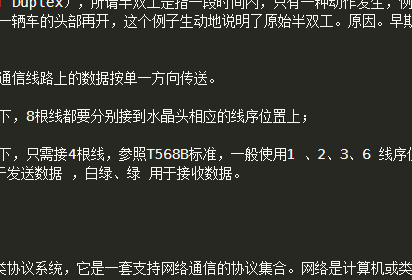 Duplex），所谓半双工是指一段时间内，只有一种动作发生，例
一辆车的头部再开，这个例子生动地说明了原始半双工。原因。早期
通信线路上的数据按单一方向传送。
下，8根线都要分别接到水晶头相应的线序位置上；
下，只需接4根线，参照T568B标准，一般使用1 、2、3、6 线序
于发送数据 ，白绿、绿 用于接收数据。
类协议系统，它是一套支持网络通信的协议集合。网络是计算机或类